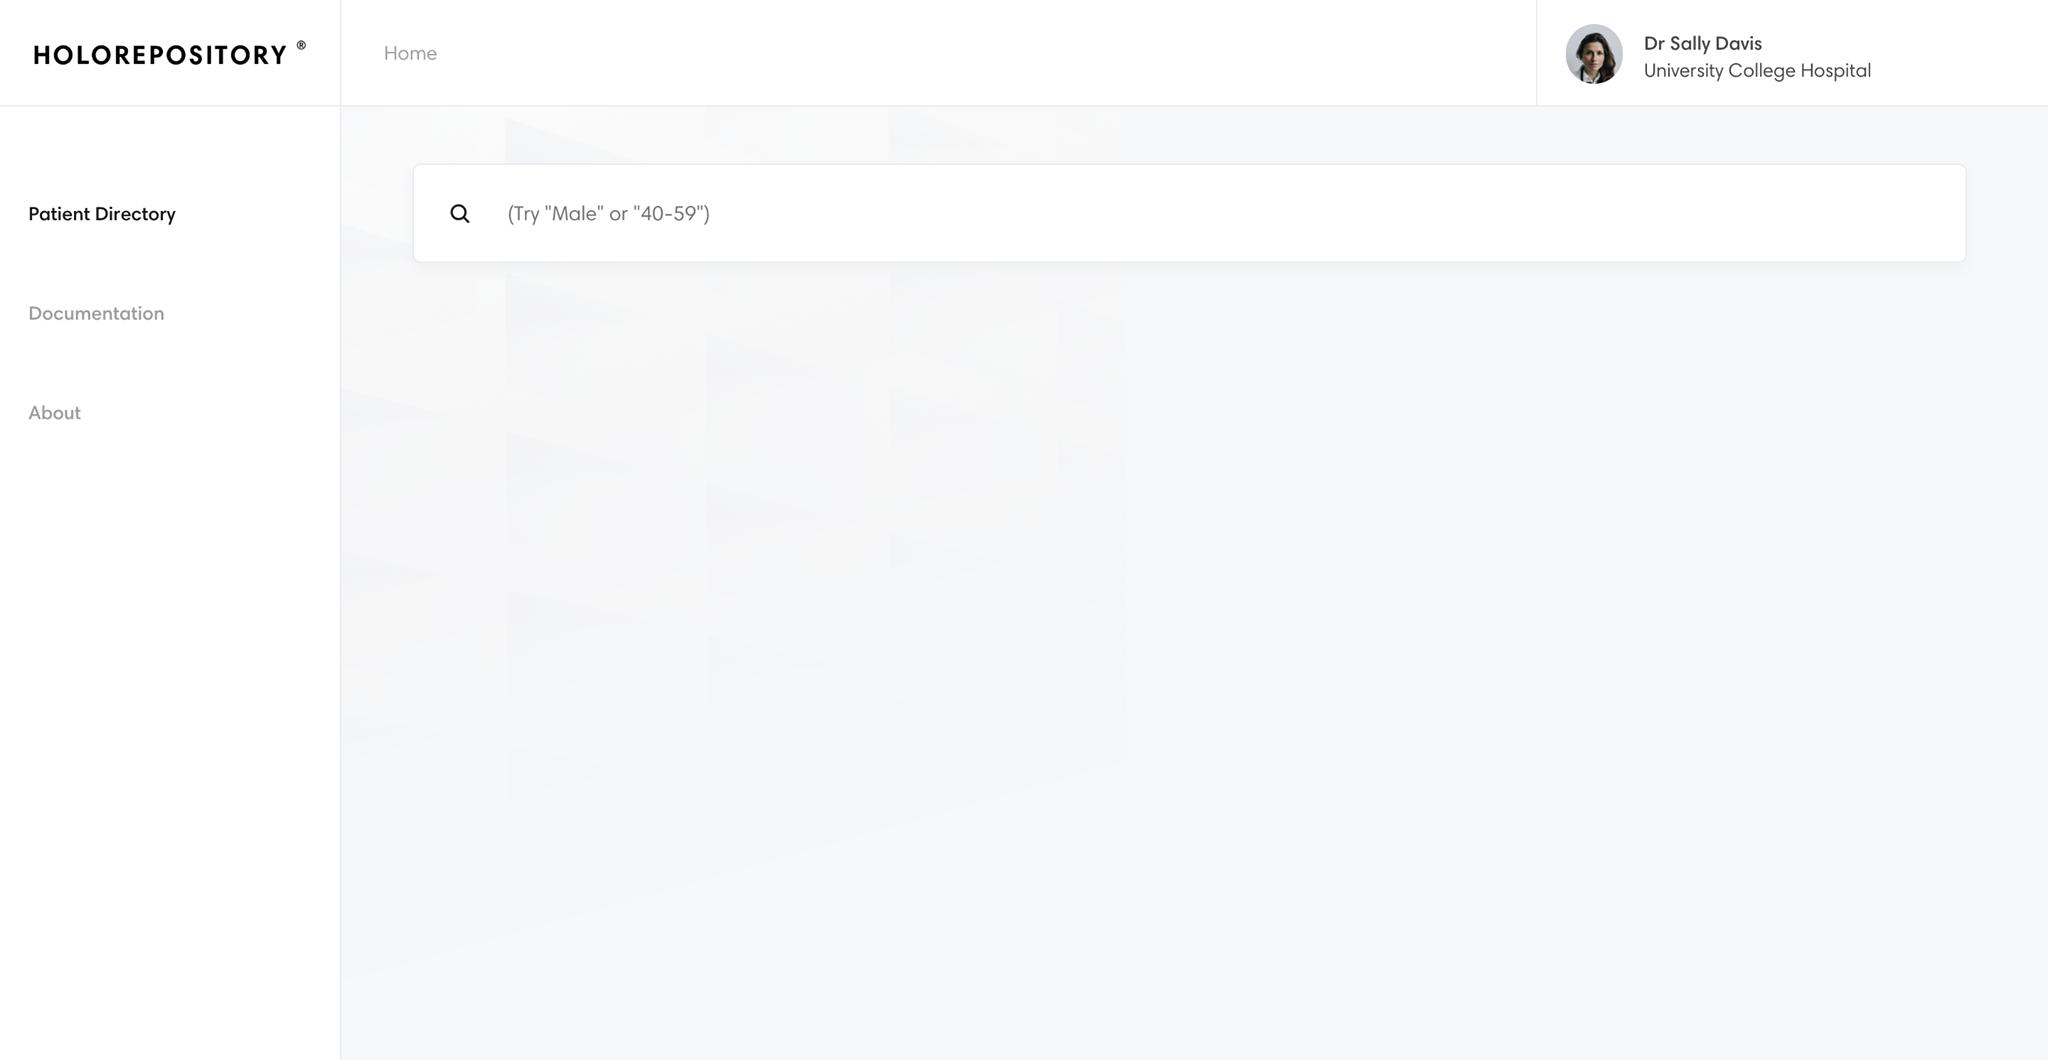 HOLOREPOSITORY ®
Home
Dr Sally Davis
University College Hospital
Patient Directory
(Try "Male" or "40-59")
Documentation
About